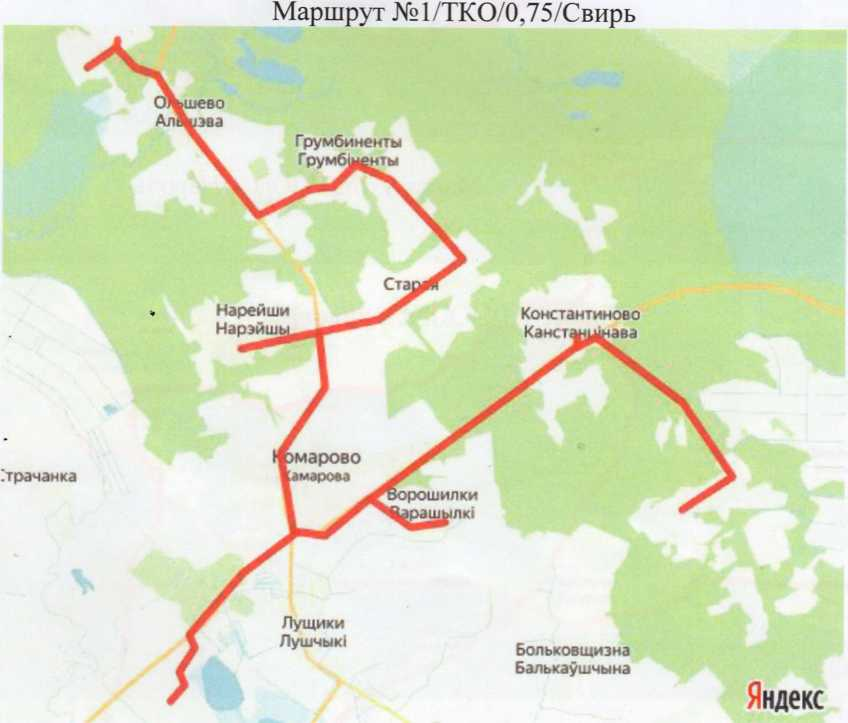 Маршрут №1/ТКО/0,75/Свирь
Ольшево
Альшэва
Грумбиненты
Грумбіненты
Старая
Нарейши
Нарэйшы
Константиново
Канстанцінава
Комарово
Камарова
Страчанка
Ворошилки
Варашылкі
Лущики
Лушчыкі
Больковщизна
Балькаўшчына
Яндекс